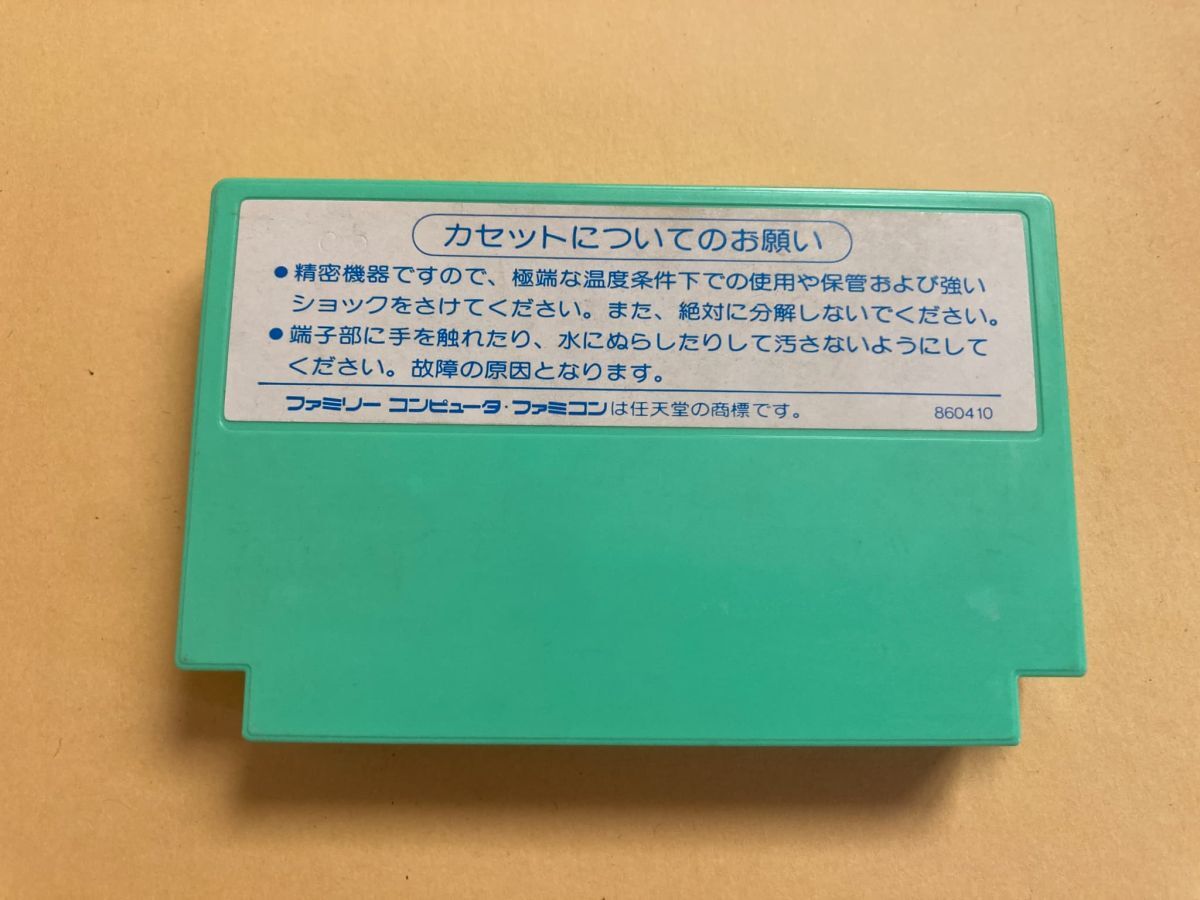 カセットについてのお願い
●精密機器ですので、極端な温度条件下での使用や保管および強い
ショックをさけてください。また、絶対に分解しないでください。
●端子部に手を触れたり、水にぬらしたりして汚さないようにして
ください。故障の原因となります。
ファミリー コンピュータ・ファミコンは任天堂の商標です。 860410